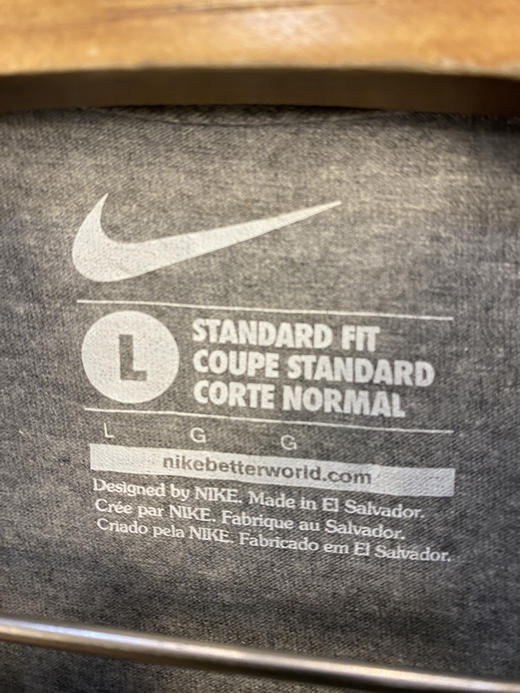 L
STANDARD FIT
COUPE STANDARD
CORTE NORMAL
L G G
nikebetterworld.com
Designed by NIKE. Made in El Salvador.
Crée par NIKE. Fabrique au Salvador.
Criado pela NIKE. Fabricado em El Salvador.